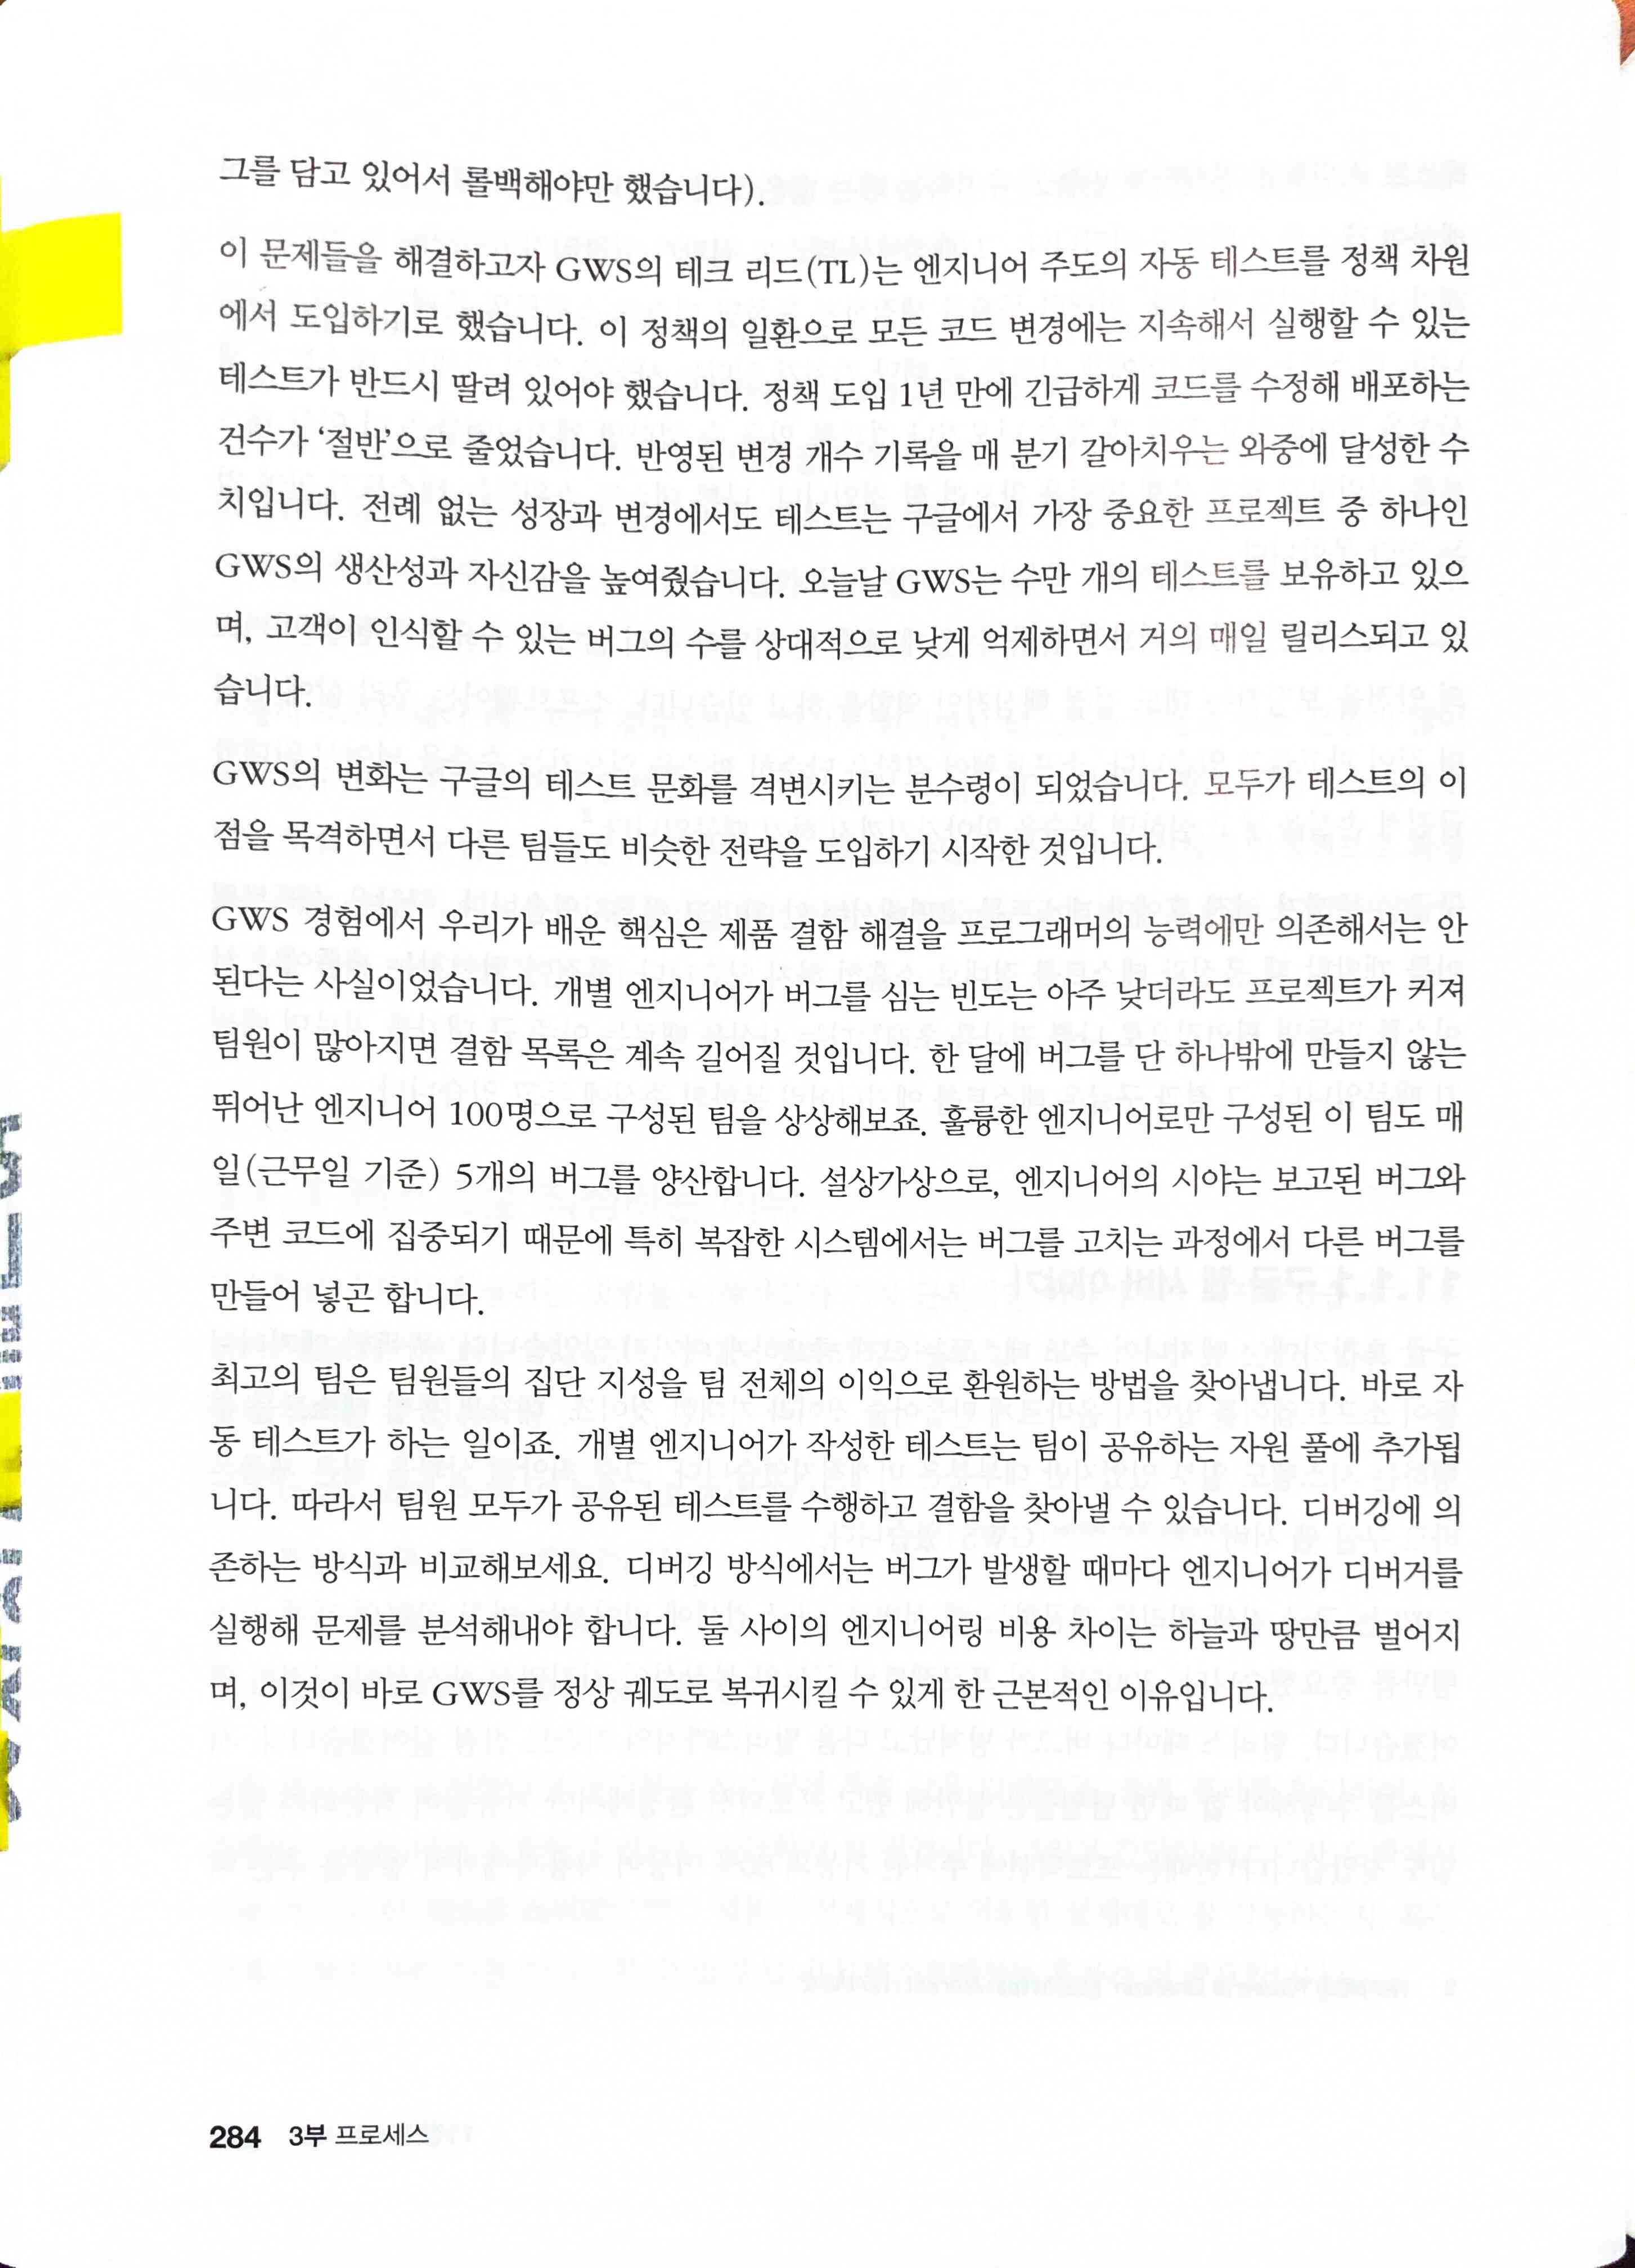 그를 담고 있어서 롤백해야만 했습니다).
이 문제들을 해결하고자 GWS의 테크 리드(TL)는 엔지니어 주도의 자동 테스트를 정책 차원
에서 도입하기로 했습니다. 이 정책의 일환으로 모든 코드 변경에는 지속해서 실행할 수 있는
테스트가 반드시 딸려 있어야 했습니다. 정책 도입 1년 만에 긴급하게 코드를 수정해 배포하는
건수가 ‘절반’으로 줄었습니다. 반영된 변경 개수 기록을 매 분기 갈아치우는 와중에 달성한 수
치입니다. 전례 없는 성장과 변경에서도 테스트는 구글에서 가장 중요한 프로젝트 중 하나인
GWS의 생산성과 자신감을 높여줬습니다. 오늘날 GWS는 수만 개의 테스트를 보유하고 있으
며, 고객이 인식할 수 있는 버그의 수를 상대적으로 낮게 억제하면서 거의 매일 릴리스되고 있
습니다.
GWS의 변화는 구글의 테스트 문화를 격변시키는 분수령이 되었습니다. 모두가 테스트의 이
점을 목격하면서 다른 팀들도 비슷한 전략을 도입하기 시작한 것입니다.
GWS 경험에서 우리가 배운 핵심은 제품 결함 해결을 프로그래머의 능력에만 의존해서는 안
된다는 사실이었습니다. 개별 엔지니어가 버그를 심는 빈도는 아주 낮더라도 프로젝트가 커져
팀원이 많아지면 결함 목록은 계속 길어질 것입니다. 한 달에 버그를 단 하나밖에 만들지 않는
뛰어난 엔지니어 100명으로 구성된 팀을 상상해보죠. 훌륭한 엔지니어로만 구성된 이 팀도 매
일(근무일 기준) 5개의 버그를 양산합니다. 설상가상으로, 엔지니어의 시야는 보고된 버그와
주변 코드에 집중되기 때문에 특히 복잡한 시스템에서는 버그를 고치는 과정에서 다른 버그를
만들어 넣곤 합니다.
최고의 팀은 팀원들의 집단 지성을 팀 전체의 이익으로 환원하는 방법을 찾아냅니다. 바로 자
동 테스트가 하는 일이죠. 개별 엔지니어가 작성한 테스트는 팀이 공유하는 자원 풀에 추가됩
니다. 따라서 팀원 모두가 공유된 테스트를 수행하고 결함을 찾아낼 수 있습니다. 디버깅에 의
존하는 방식과 비교해보세요. 디버깅 방식에서는 버그가 발생할 때마다 엔지니어가 디버거를
실행해 문제를 분석해내야 합니다. 둘 사이의 엔지니어링 비용 차이는 하늘과 땅만큼 벌어지
며, 이것이 바로 GWS를 정상 궤도로 복귀시킬 수 있게 한 근본적인 이유입니다.
284 3부 프로세스